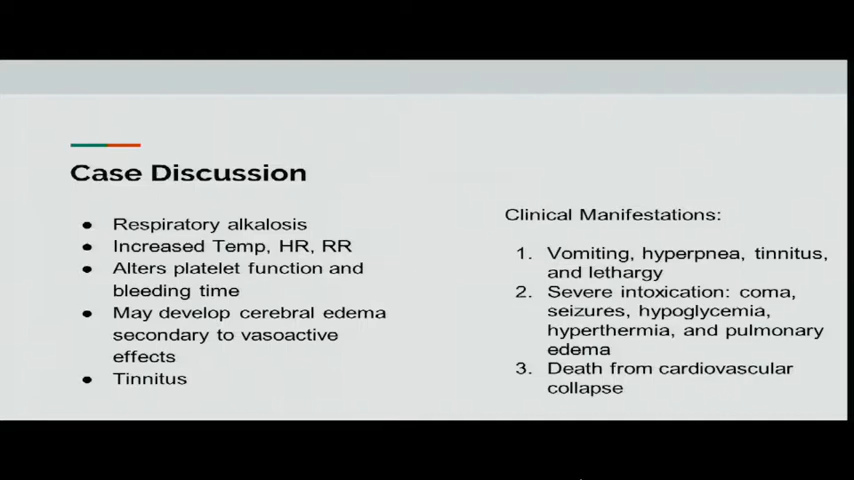 Case Discussion
● Respiratory alkalosis
● Increased Temp, HR, RR
● Alters platelet function and
bleeding time
● May develop cerebral edema
secondary to vasoactive
effects
● Tinnitus
Clinical Manifestations:
1. Vomiting, hyperpnea, tinnitus,
and lethargy
2. Severe intoxication: coma,
seizures, hypoglycemia,
hyperthermia, and pulmonary
edema
3. Death from cardiovascular
collapse